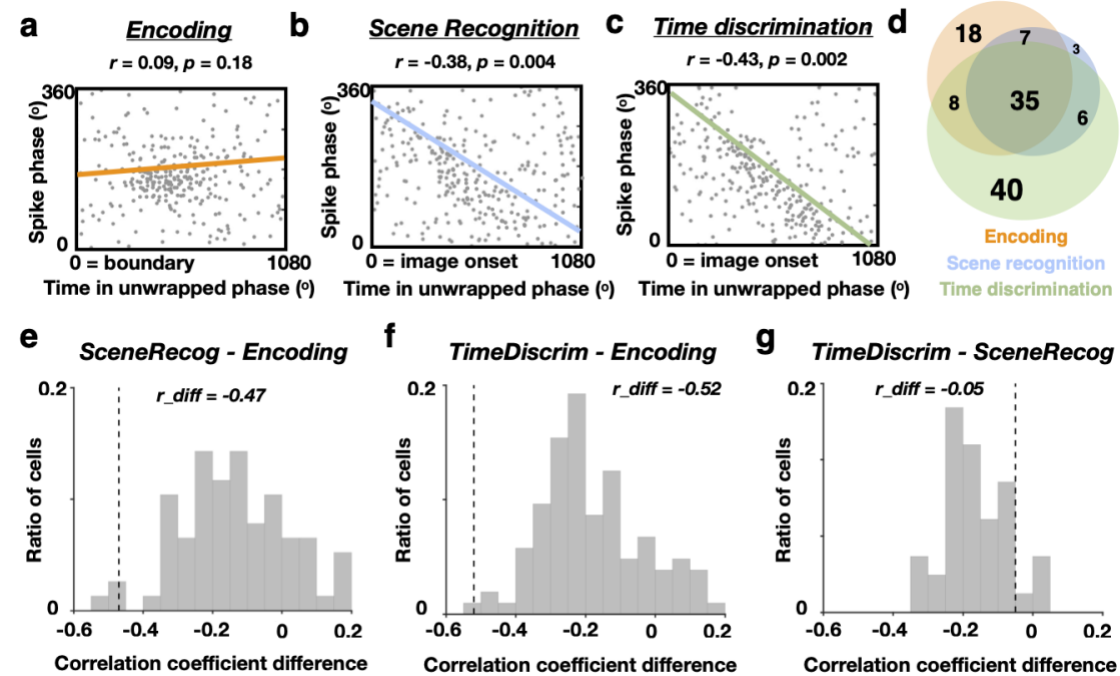 a
Encoding
r = 0.09, p = 0.18
360
Spike phase (º)
0
0 = boundary
1080
Time in unwrapped phase (º)
b
Scene Recognition
r = -0.38, p = 0.004
360
Spike phase (º)
0
0 = image onset
1080
Time in unwrapped phase (º)
c
Time discrimination
r = -0.43, p = 0.002
360
Spike phase (º)
0
0 = image onset
1080
Time in unwrapped phase (º)
d
18
7
3
8
35
6
40
Encoding
Scene recognition
Time discrimination
e
SceneRecog - Encoding
r_diff = -0.47
0.2
Ratio of cells
0
-0.6 -0.4 -0.2 0 0.2
Correlation coefficient difference
f
TimeDiscrim - Encoding
r_diff = -0.52
0.2
Ratio of cells
0
-0.6 -0.4 -0.2 0 0.2
Correlation coefficient difference
g
TimeDiscrim - SceneRecog
r_diff = -0.05
0.2
Ratio of cells
0
-0.6 -0.4 -0.2 0 0.2
Correlation coefficient difference